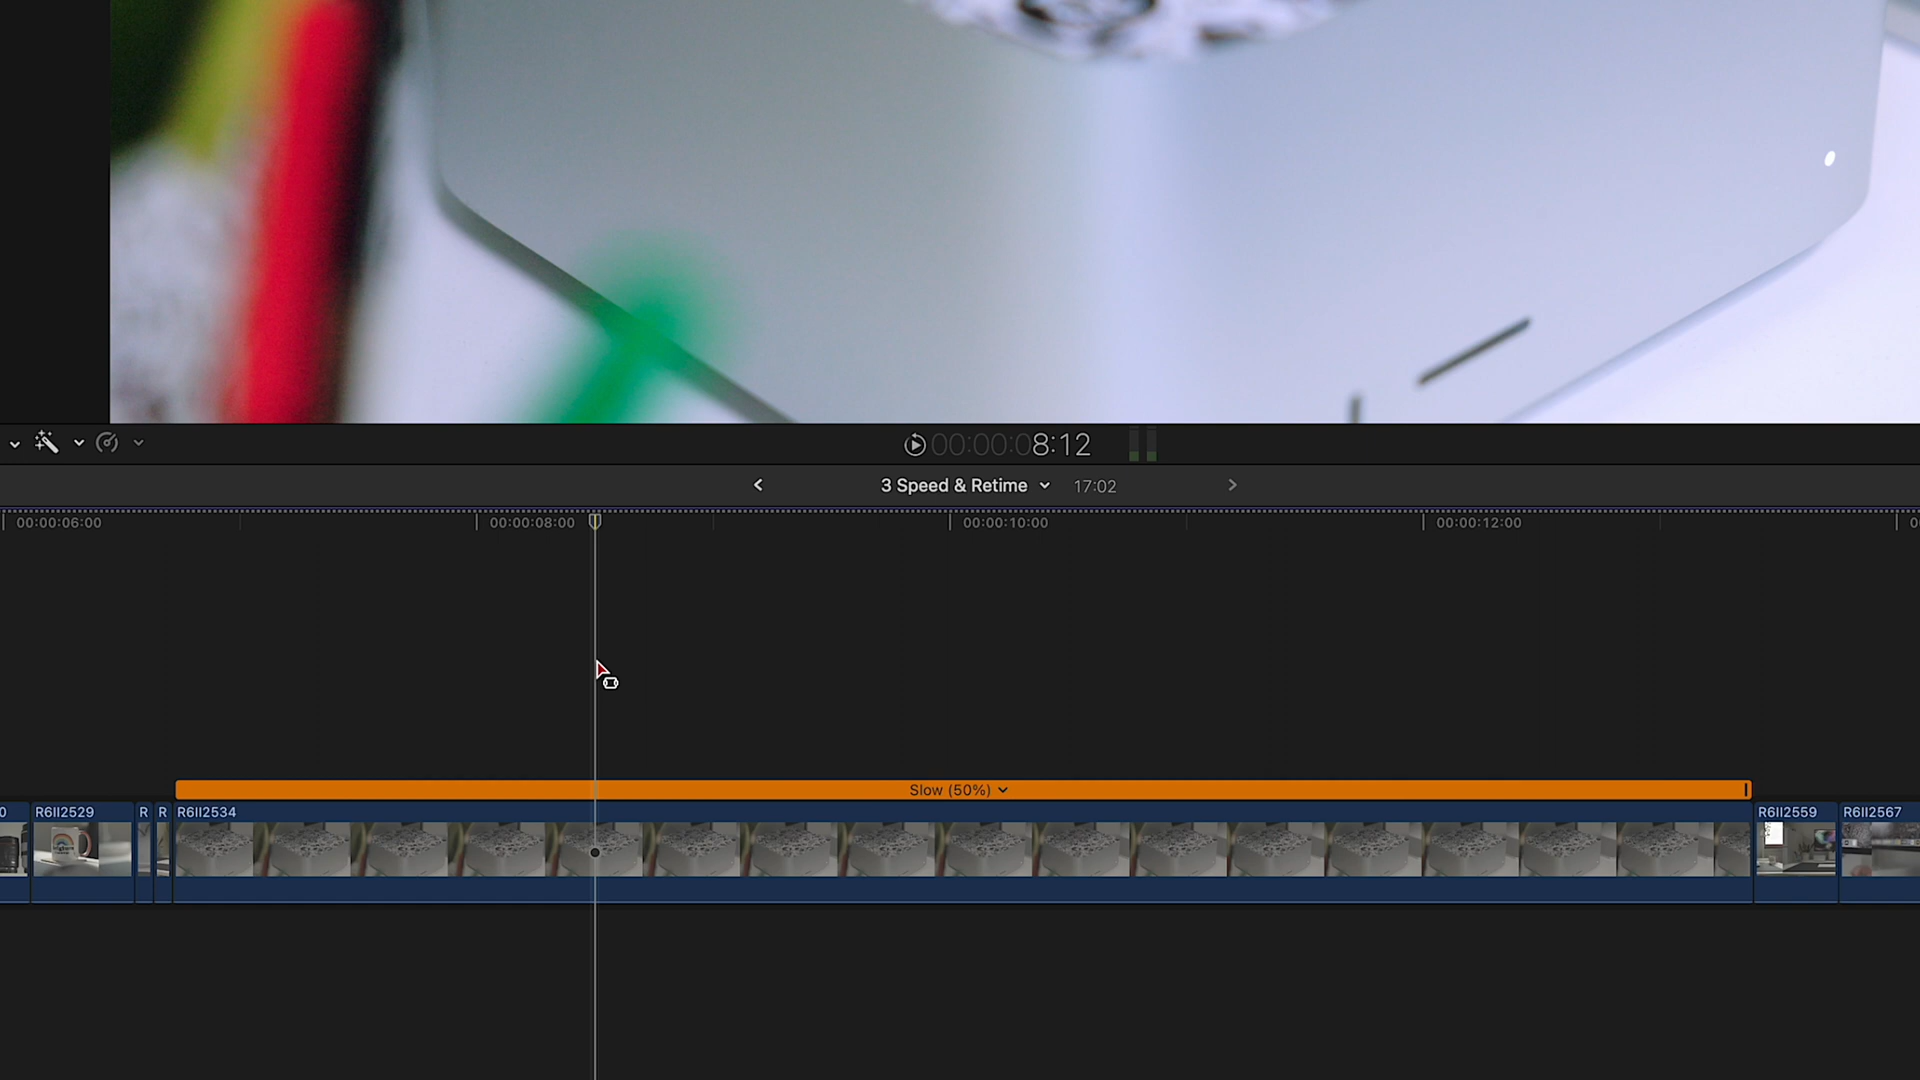 00:00:08:12
3 Speed & Retime 17:02
00:00:06:00 00:00:08:00 00:00:10:00 00:00:12:00
Slow (50%)
0 R6II2529 R R R6II2534 R6II2559 R6II2567